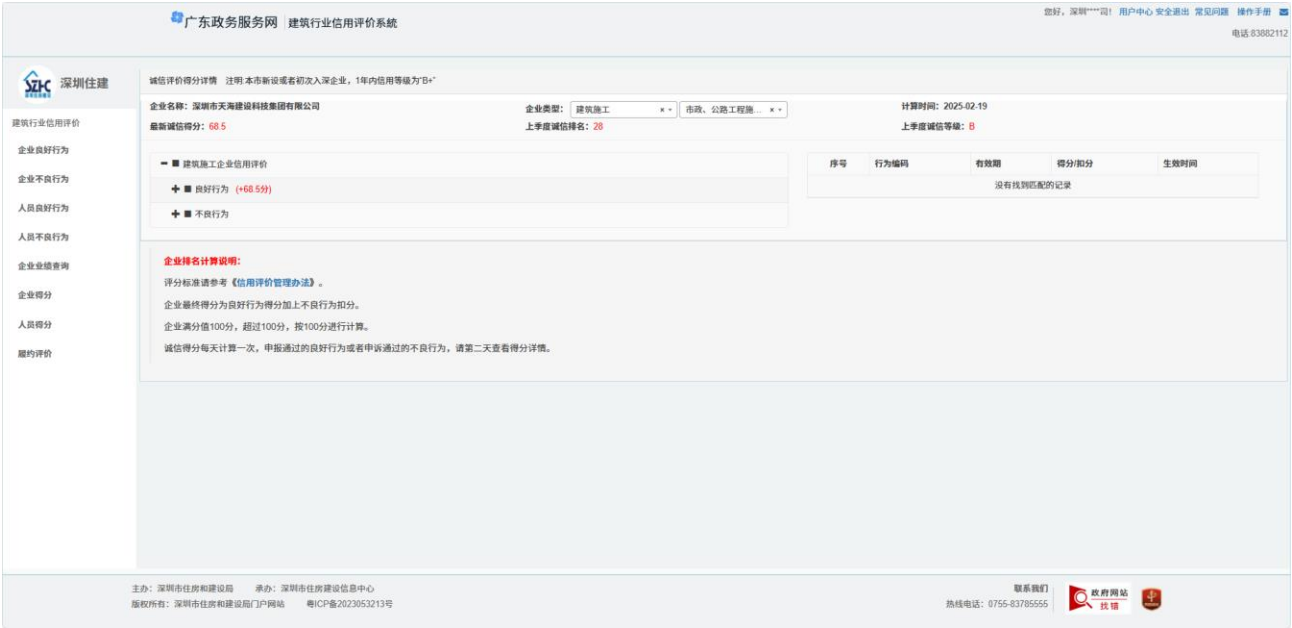 您好，深圳****司！ 用户中心 安全退出 常见问题 操作手册
广东政务服务网 建筑行业信用评价系统
电话:83882112
深圳住建
诚信评价得分详情 注明:本市新设或者初次入深企业，1年内信用等级为"B+"
企业名称：深圳市天海建设科技集团有限公司 企业类型： 建筑施工 × 市政、公路工程施... × 计算时间：2025-02-19
最新诚信得分：68.5 上季度诚信排名：28 上季度诚信等级：B
建筑行业信用评价
企业良好行为
企业不良行为
人员良好行为
人员不良行为
企业业绩查询
企业得分
人员得分
履约评价
建筑施工企业信用评价
良好行为 (+68.5分)
不良行为
序号 行为编码 有效期 得分/扣分 生效时间
没有找到匹配的记录
企业排名计算说明：
评分标准请参考《信用评价管理办法》。
企业最终得分为良好行为得分加上不良行为扣分。
企业满分值100分，超过100分，按100分进行计算。
诚信得分每天计算一次，申报通过的良好行为或者申诉通过的不良行为，请第二天查看得分详情。
主办：深圳市住房和建设局 承办：深圳市住房建设信息中心
版权所有：深圳市住房和建设局门户网站 粤ICP备2023053213号
联系我们
热线电话：0755-83785555
政府网站
找错